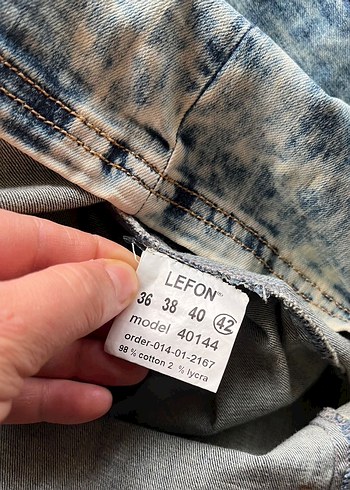 LEFON™
36 38 40 42
model 40144
order-014-01-2167
98 % cotton 2 % lycra